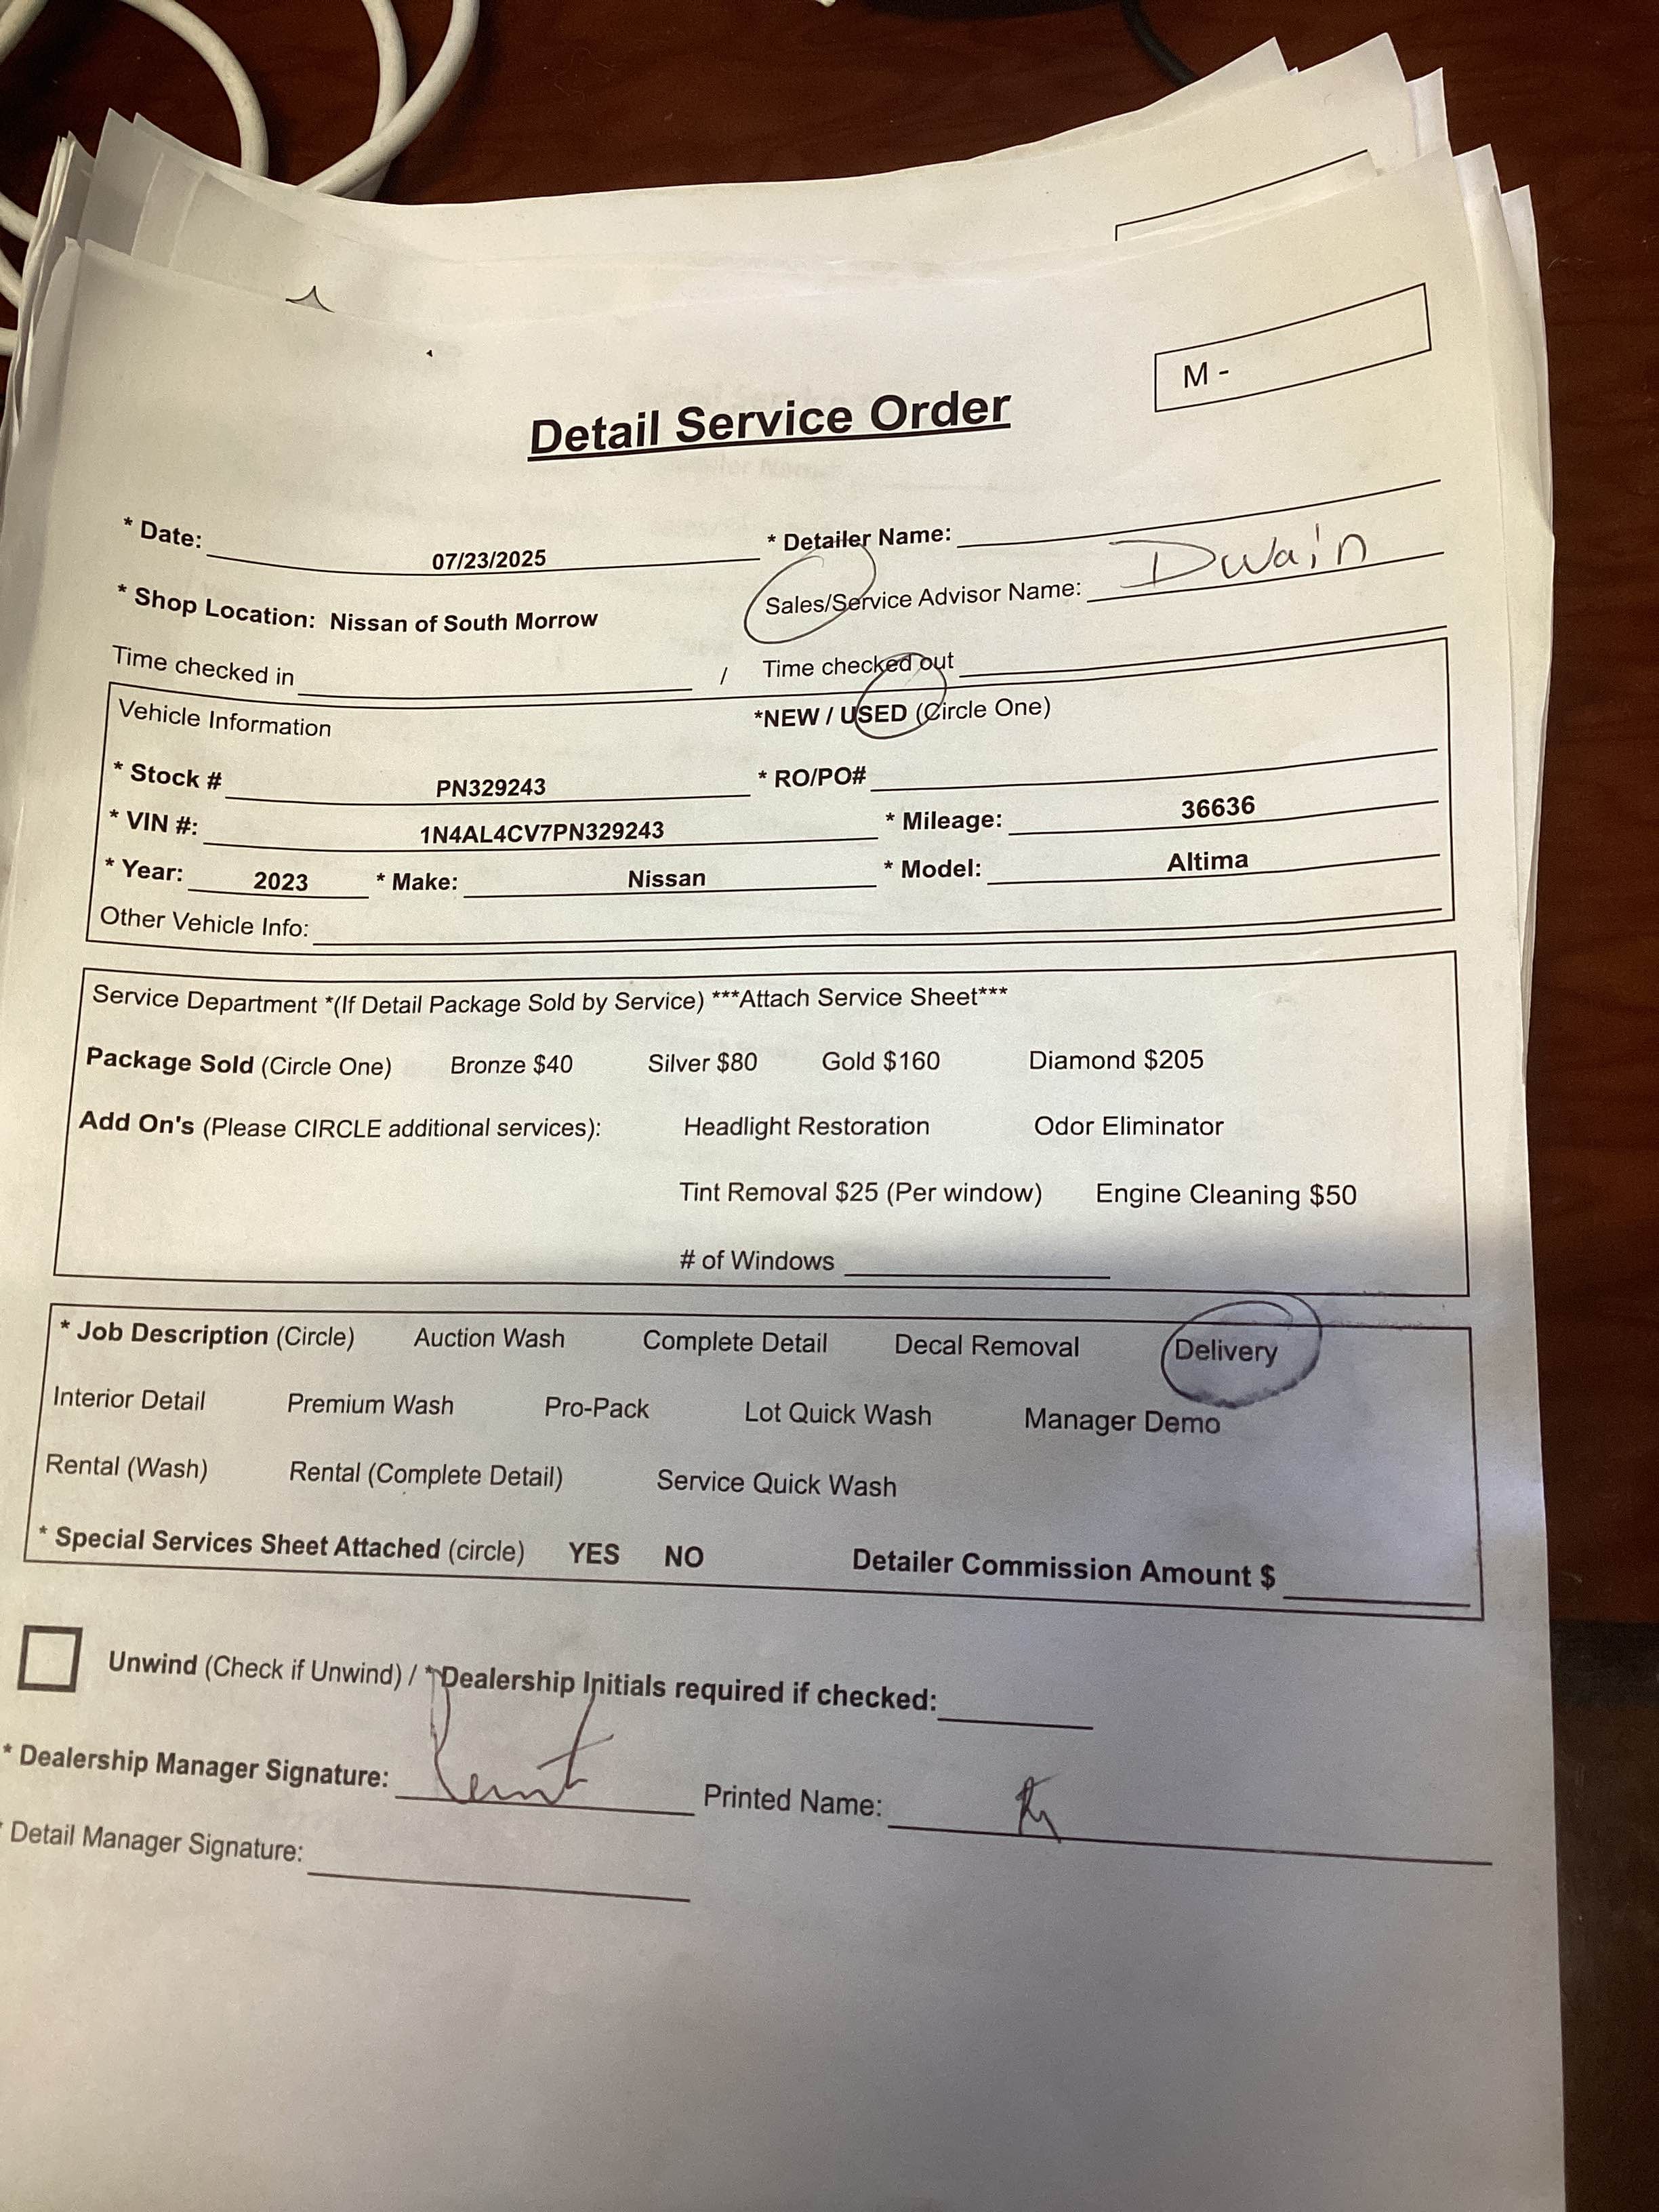 M -
Detail Service Order
* Date: 07/23/2025 * Detailer Name:
* Shop Location: Nissan of South Morrow Sales/Service Advisor Name: Dwain
Time checked in / Time checked out
Vehicle Information *NEW / USED (Circle One)
* Stock # PN329243 * RO/PO#
* VIN #: 1N4AL4CV7PN329243 * Mileage: 36636
* Year: 2023 * Make: Nissan * Model: Altima
Other Vehicle Info:
Service Department *(If Detail Package Sold by Service) ***Attach Service Sheet***
Package Sold (Circle One) Bronze $40 Silver $80 Gold $160 Diamond $205
Add On's (Please CIRCLE additional services): Headlight Restoration Odor Eliminator
Tint Removal $25 (Per window) Engine Cleaning $50
# of Windows
* Job Description (Circle) Auction Wash Complete Detail Decal Removal Delivery
Interior Detail Premium Wash Pro-Pack Lot Quick Wash Manager Demo
Rental (Wash) Rental (Complete Detail) Service Quick Wash
* Special Services Sheet Attached (circle) YES NO Detailer Commission Amount $
Unwind (Check if Unwind) / *Dealership Initials required if checked:
* Dealership Manager Signature: Printed Name:
* Detail Manager Signature: